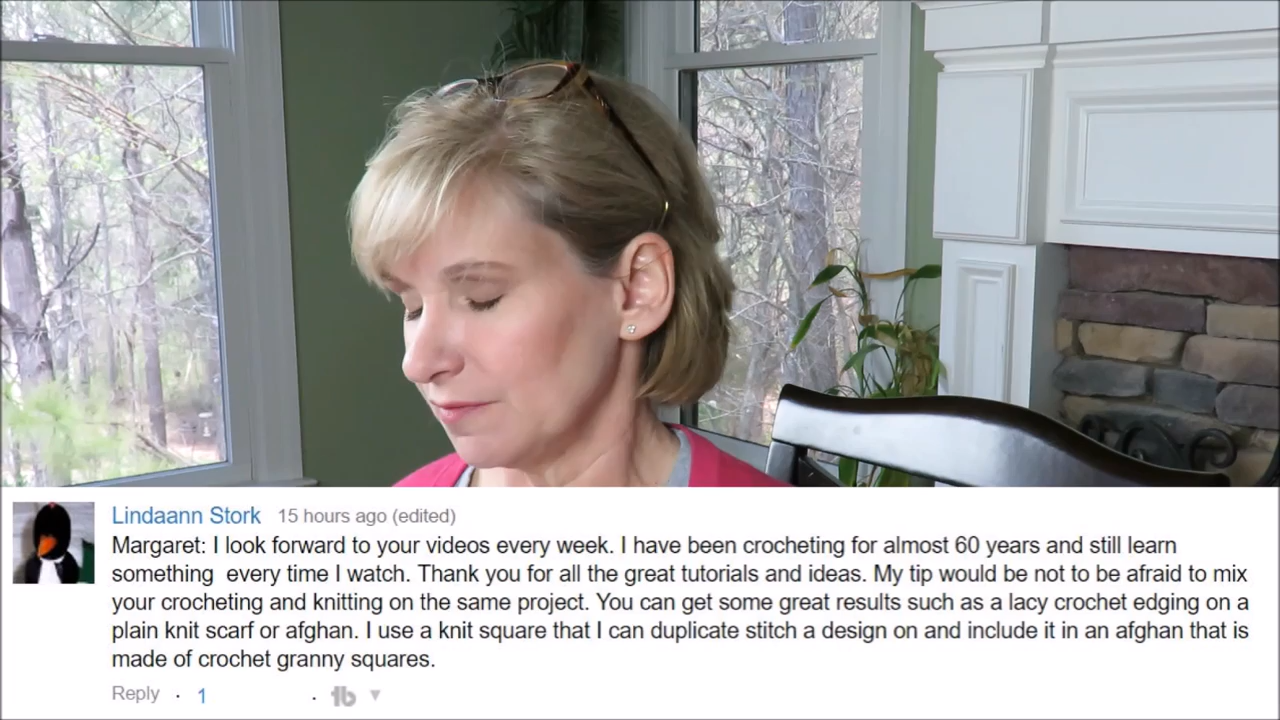 Lindaann Stork 15 hours ago (edited)
Margaret: I look forward to your videos every week. I have been crocheting for almost 60 years and still learn
something every time I watch. Thank you for all the great tutorials and ideas. My tip would be not to be afraid to mix
your crocheting and knitting on the same project. You can get some great results such as a lacy crochet edging on a
plain knit scarf or afghan. I use a knit square that I can duplicate stitch a design on and include it in an afghan that is
made of crochet granny squares.
Reply · 1 . tb ▼